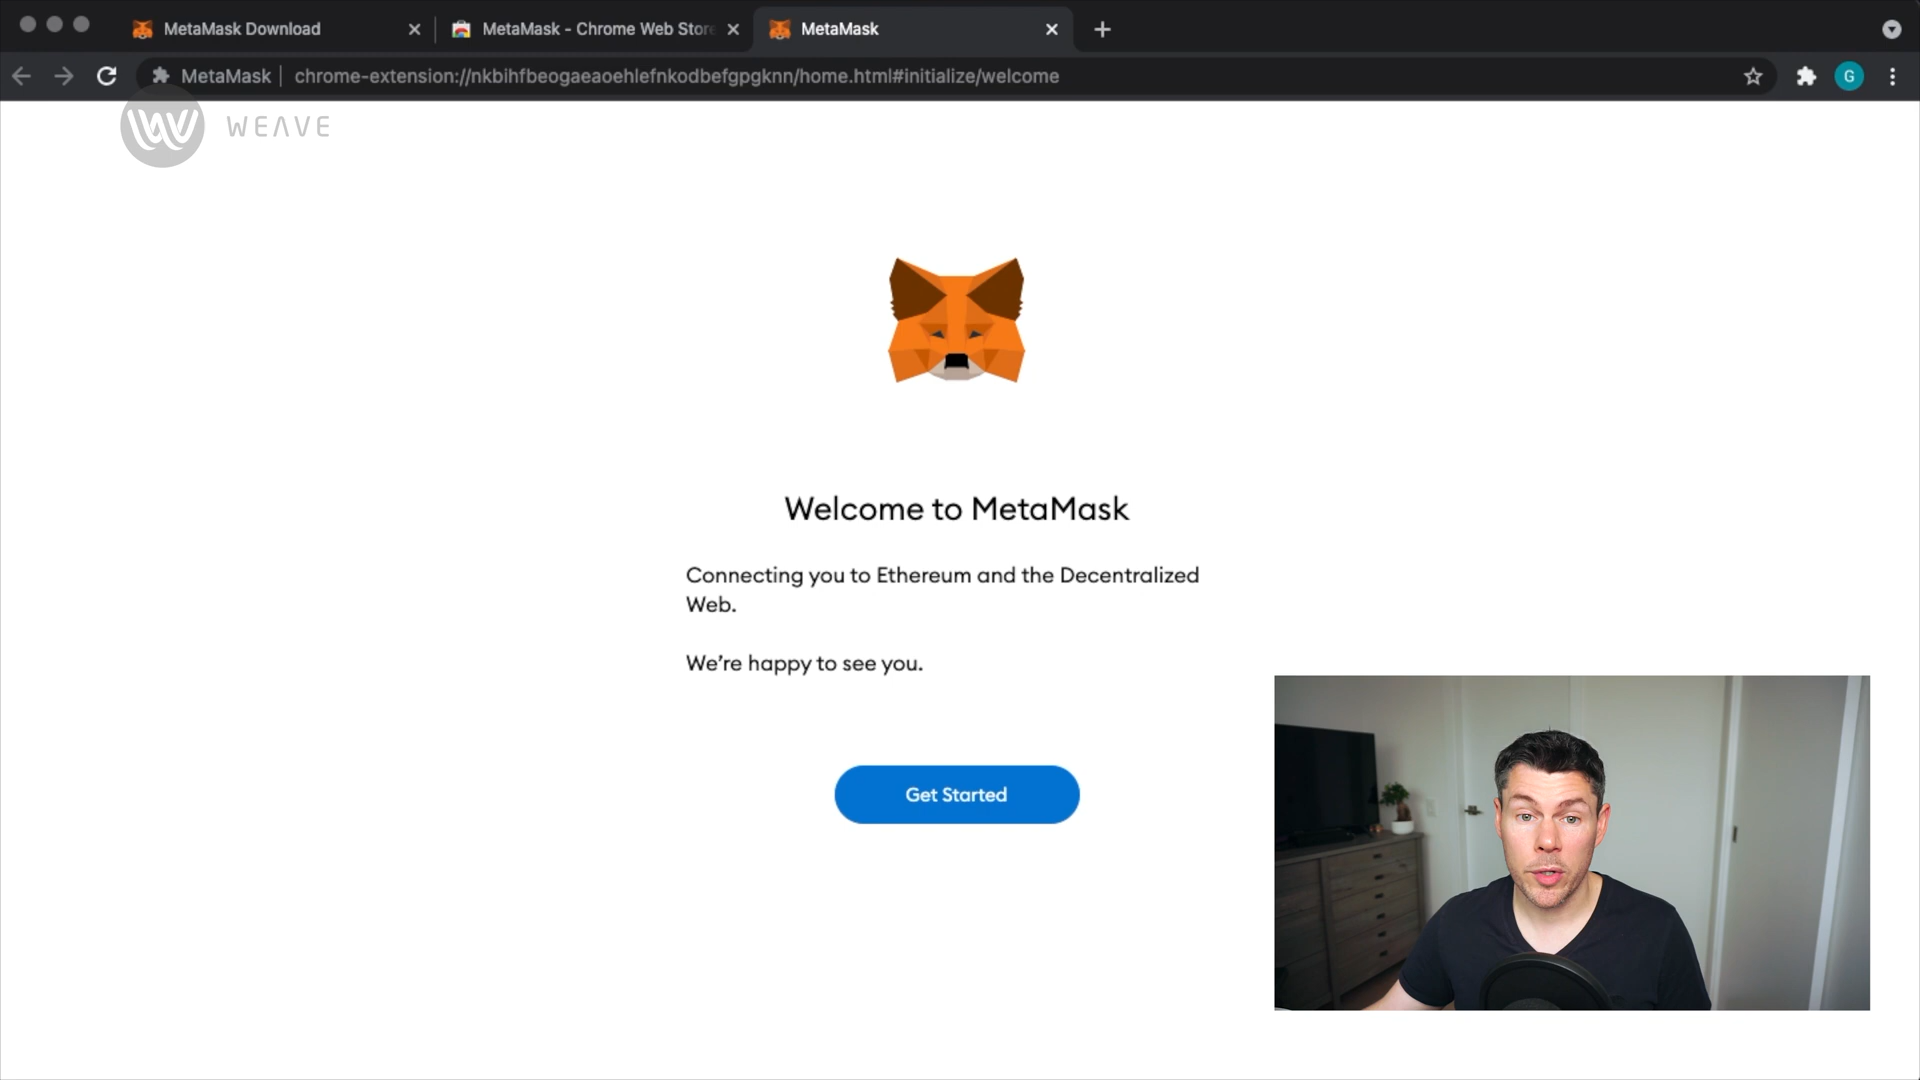 MetaMask Download
MetaMask - Chrome Web Store
MetaMask
MetaMask
chrome-extension://nkbihfbeogaeaoehlefnkodbefgpgknn/home.html#initialize/welcome
G
WEAVE
Welcome to MetaMask
Connecting you to Ethereum and the Decentralized
Web.
We're happy to see you.
Get Started